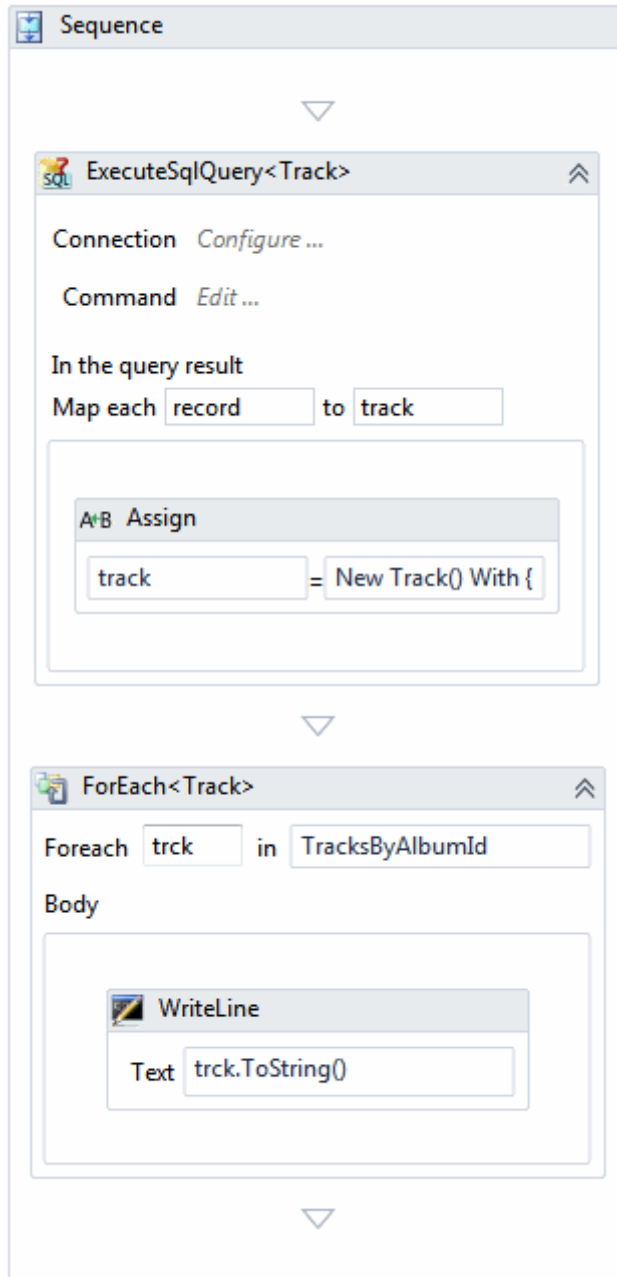 Sequence
SQL ExecuteSqlQuery<Track>
Connection Configure ...
Command Edit ...
In the query result
Map each record to track
A+B Assign
track = New Track() With {
ForEach<Track>
Foreach trck in TracksByAlbumId
Body
WriteLine
Text trck.ToString()